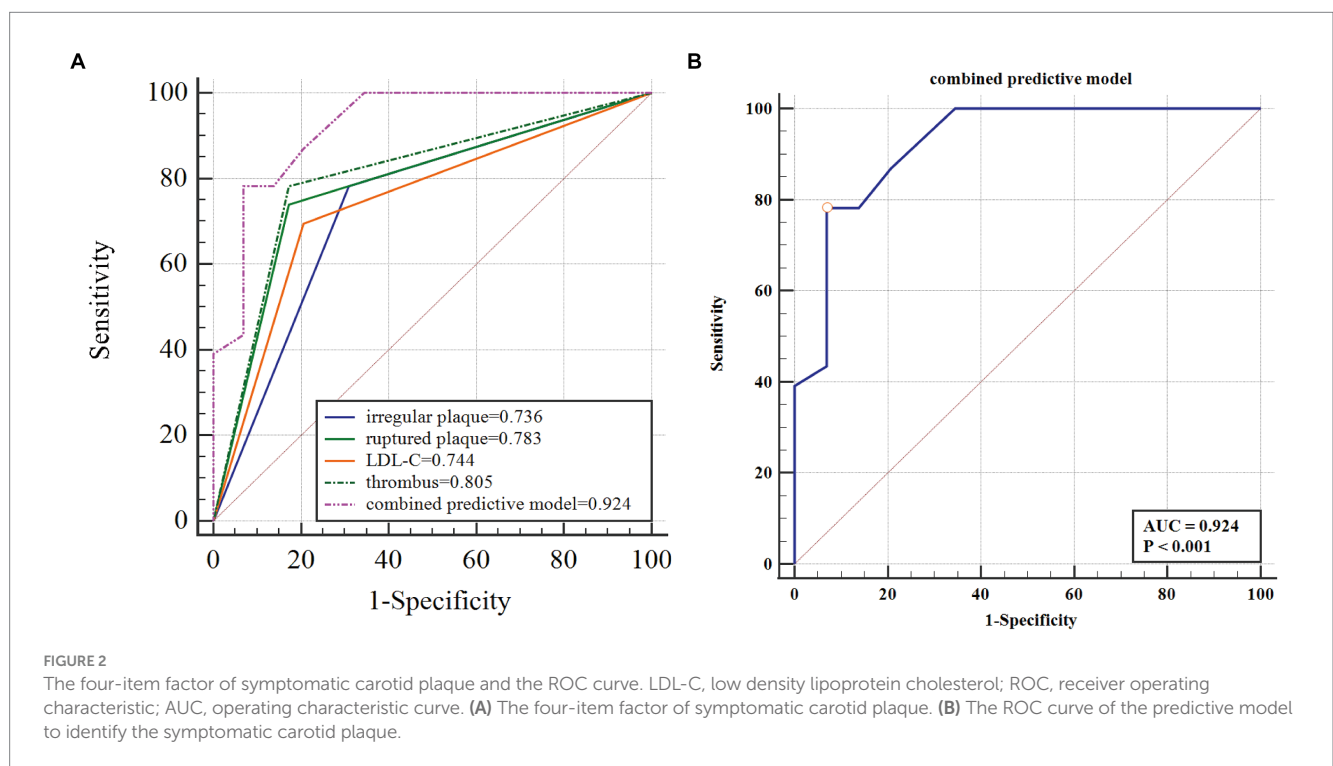 A
100
80
60
40
20
0
Sensitivity
irregular plaque=0.736
ruptured plaque=0.783
LDL-C=0.744
thrombus=0.805
combined predictive model=0.924
0 20 40 60 80 100
1-Specificity
B
combined predictive model
100
80
60
40
20
0
Sensitivity
AUC = 0.924
P < 0.001
0 20 40 60 80 100
1-Specificity
FIGURE 2
The four-item factor of symptomatic carotid plaque and the ROC curve. LDL-C, low density lipoprotein cholesterol; ROC, receiver operating
characteristic; AUC, operating characteristic curve. (A) The four-item factor of symptomatic carotid plaque. (B) The ROC curve of the predictive model
to identify the symptomatic carotid plaque.